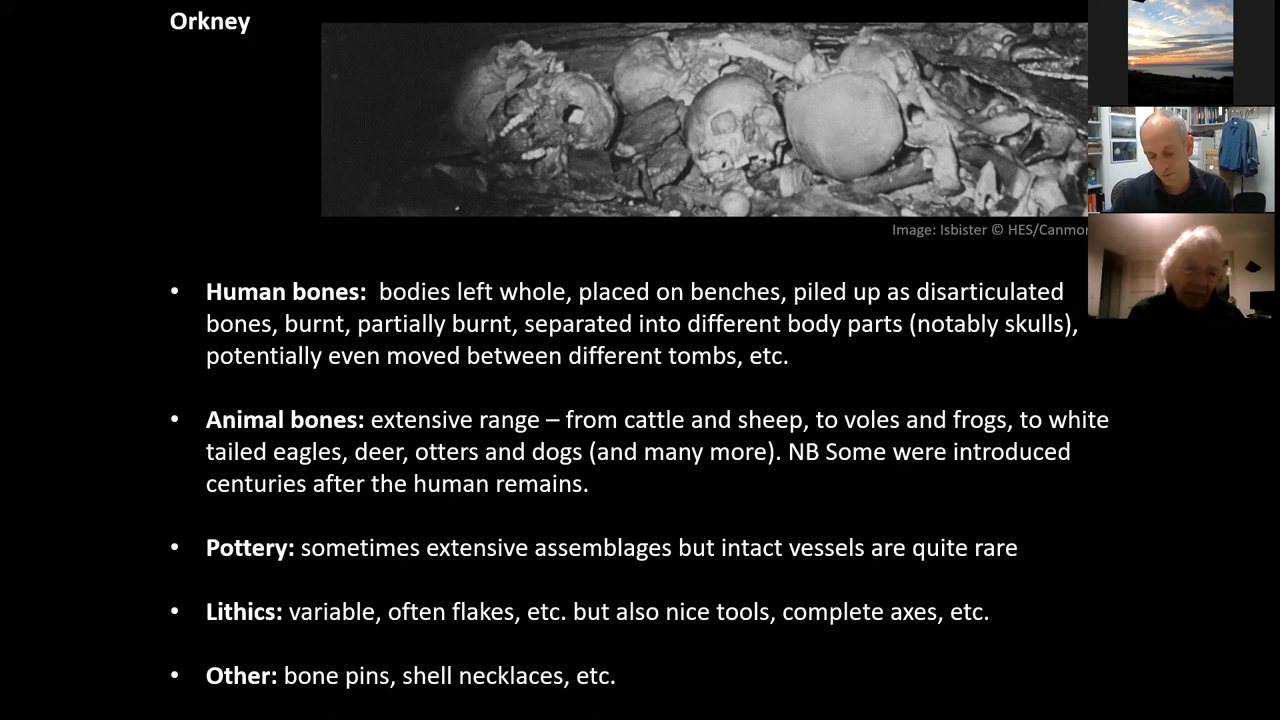 Orkney
Image: Isbister © HES/Canmor
• Human bones: bodies left whole, placed on benches, piled up as disarticulated
bones, burnt, partially burnt, separated into different body parts (notably skulls),
potentially even moved between different tombs, etc.
• Animal bones: extensive range – from cattle and sheep, to voles and frogs, to white
tailed eagles, deer, otters and dogs (and many more). NB Some were introduced
centuries after the human remains.
• Pottery: sometimes extensive assemblages but intact vessels are quite rare
• Lithics: variable, often flakes, etc. but also nice tools, complete axes, etc.
• Other: bone pins, shell necklaces, etc.